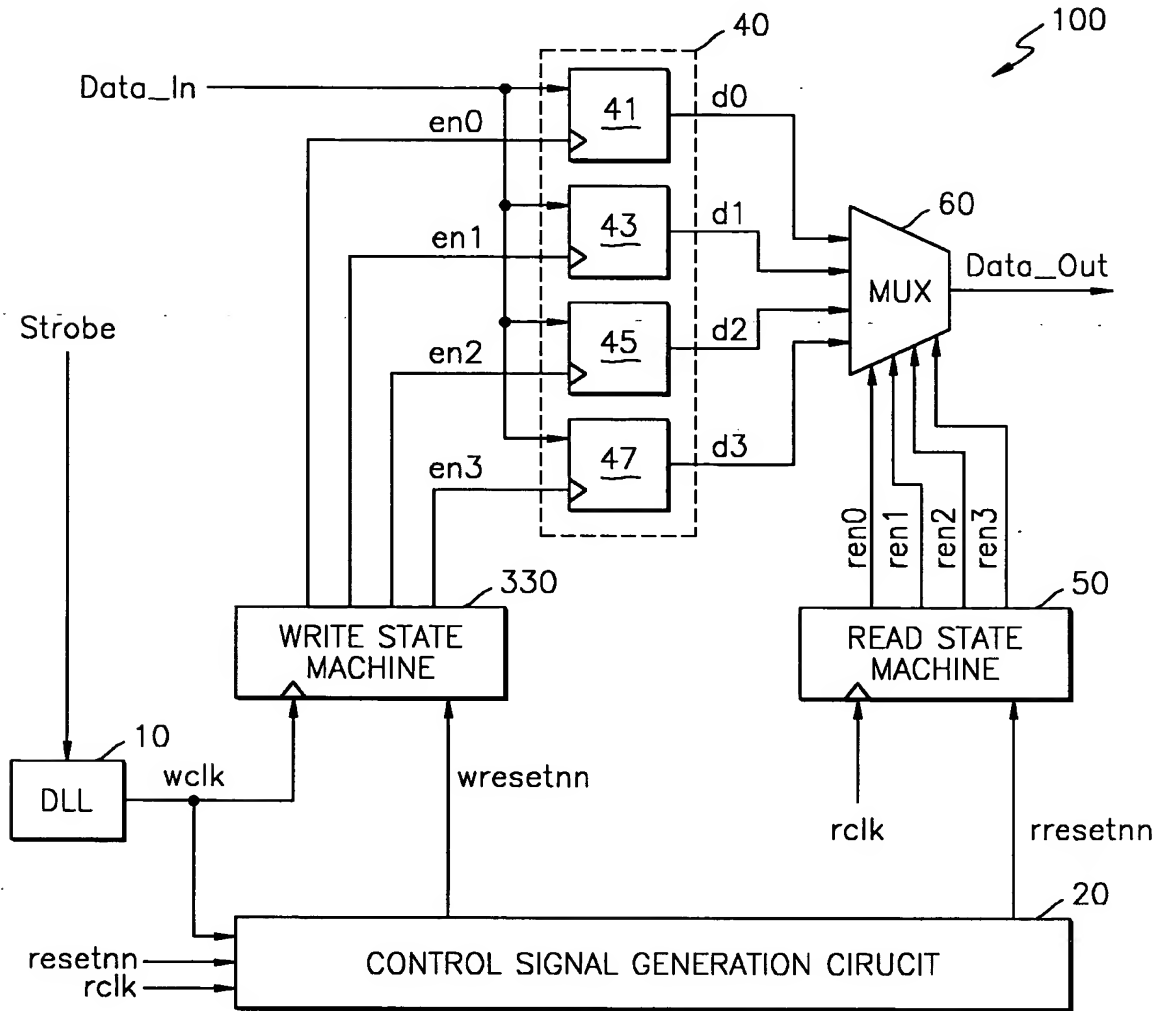 40
100
Data_In
41
d0
en0
43
d1
60
en1
MUX
Data_Out
Strobe
45
d2
en2
47
d3
en3
ren0
ren1
ren2
ren3
330
50
WRITE STATE
MACHINE
READ STATE
MACHINE
10
DLL
wclk
wresetnn
rclk
rresetnn
20
resetnn
rclk
CONTROL SIGNAL GENERATION CIRUCIT